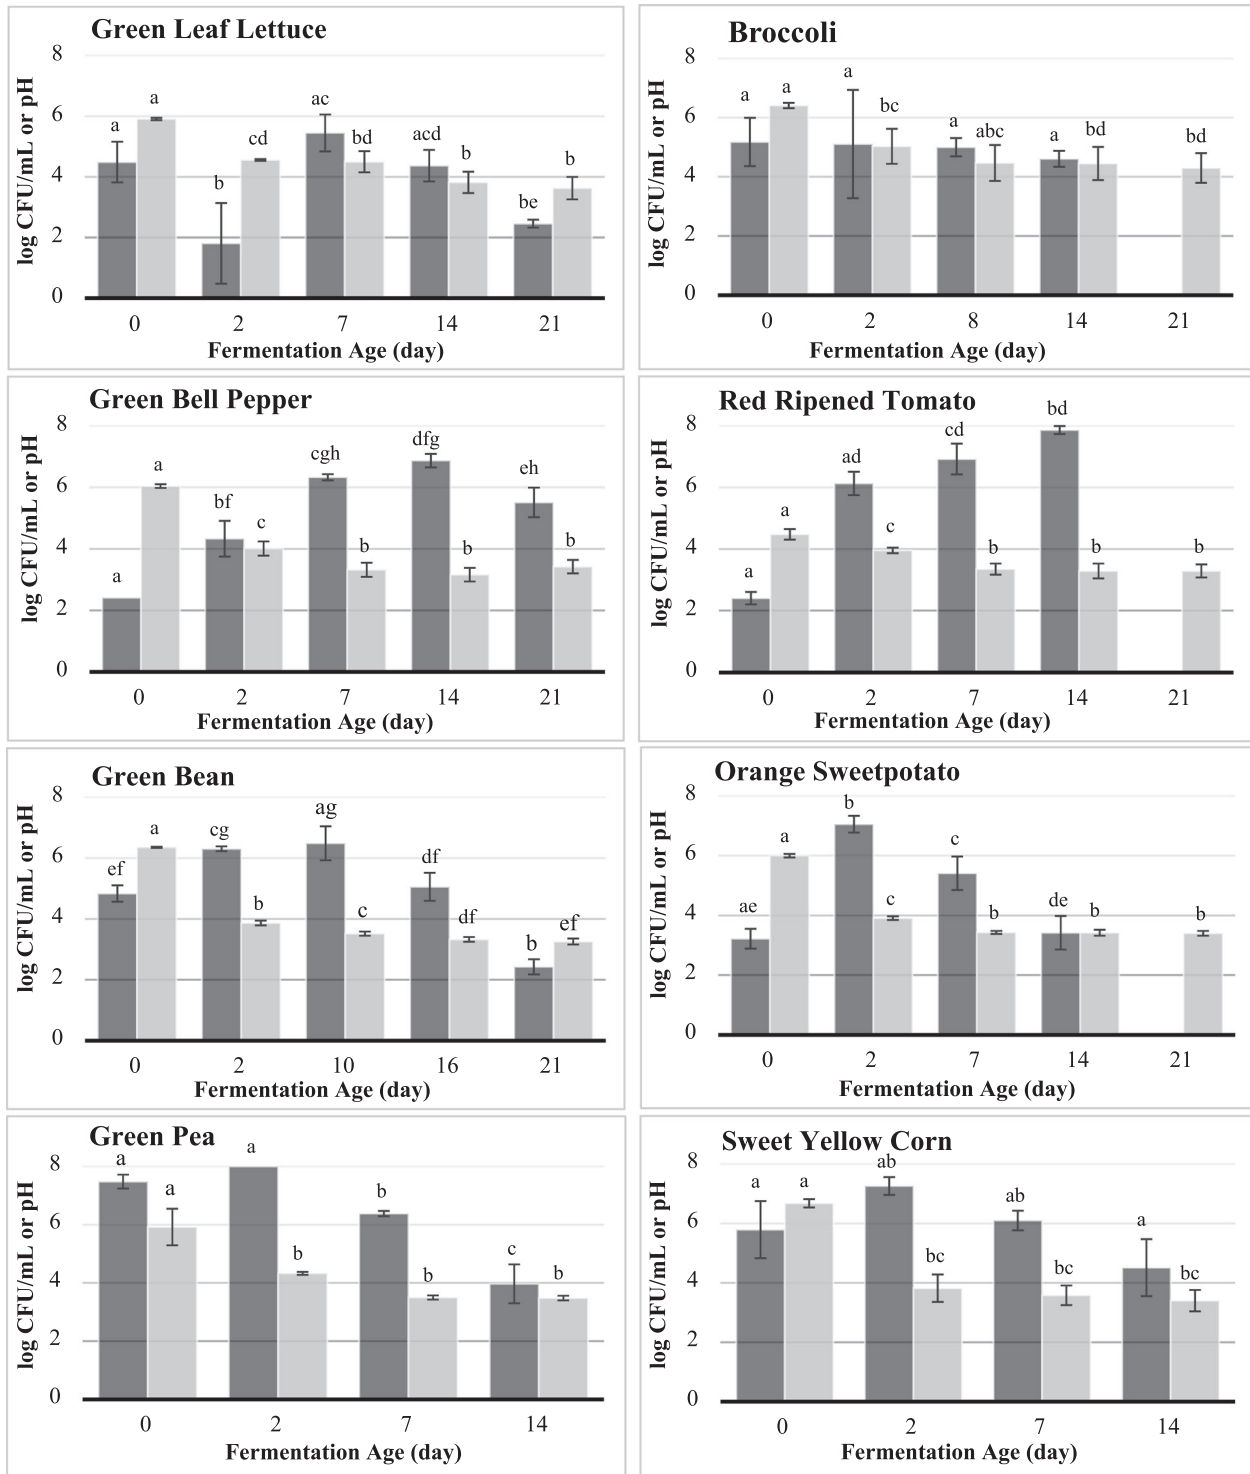 Green Leaf Lettuce
log CFU/mL or pH
8
6
4
2
0
a
a
b
cd
ac
bd
acd
b
be
b
0 2 7 14 21
Fermentation Age (day)
Broccoli
log CFU/mL or pH
8
6
4
2
0
a
a
a
bc
a
abc
a
bd
bd
0 2 8 14 21
Fermentation Age (day)
Green Bell Pepper
log CFU/mL or pH
8
6
4
2
0
a
a
bf
c
cgh
b
dfg
b
eh
b
0 2 7 14 21
Fermentation Age (day)
Red Ripened Tomato
log CFU/mL or pH
8
6
4
2
0
a
a
ad
c
cd
b
bd
b
b
0 2 7 14 21
Fermentation Age (day)
Green Bean
log CFU/mL or pH
8
6
4
2
0
ef
a
cg
b
ag
c
df
df
b
ef
0 2 10 16 21
Fermentation Age (day)
Orange Sweetpotato
log CFU/mL or pH
8
6
4
2
0
ae
a
b
c
c
b
de
b
b
0 2 7 14 21
Fermentation Age (day)
Green Pea
log CFU/mL or pH
8
6
4
2
0
a
a
a
b
b
b
c
b
0 2 7 14
Fermentation Age (day)
Sweet Yellow Corn
log CFU/mL or pH
8
6
4
2
0
a
a
ab
bc
ab
bc
a
bc
0 2 7 14
Fermentation Age (day)